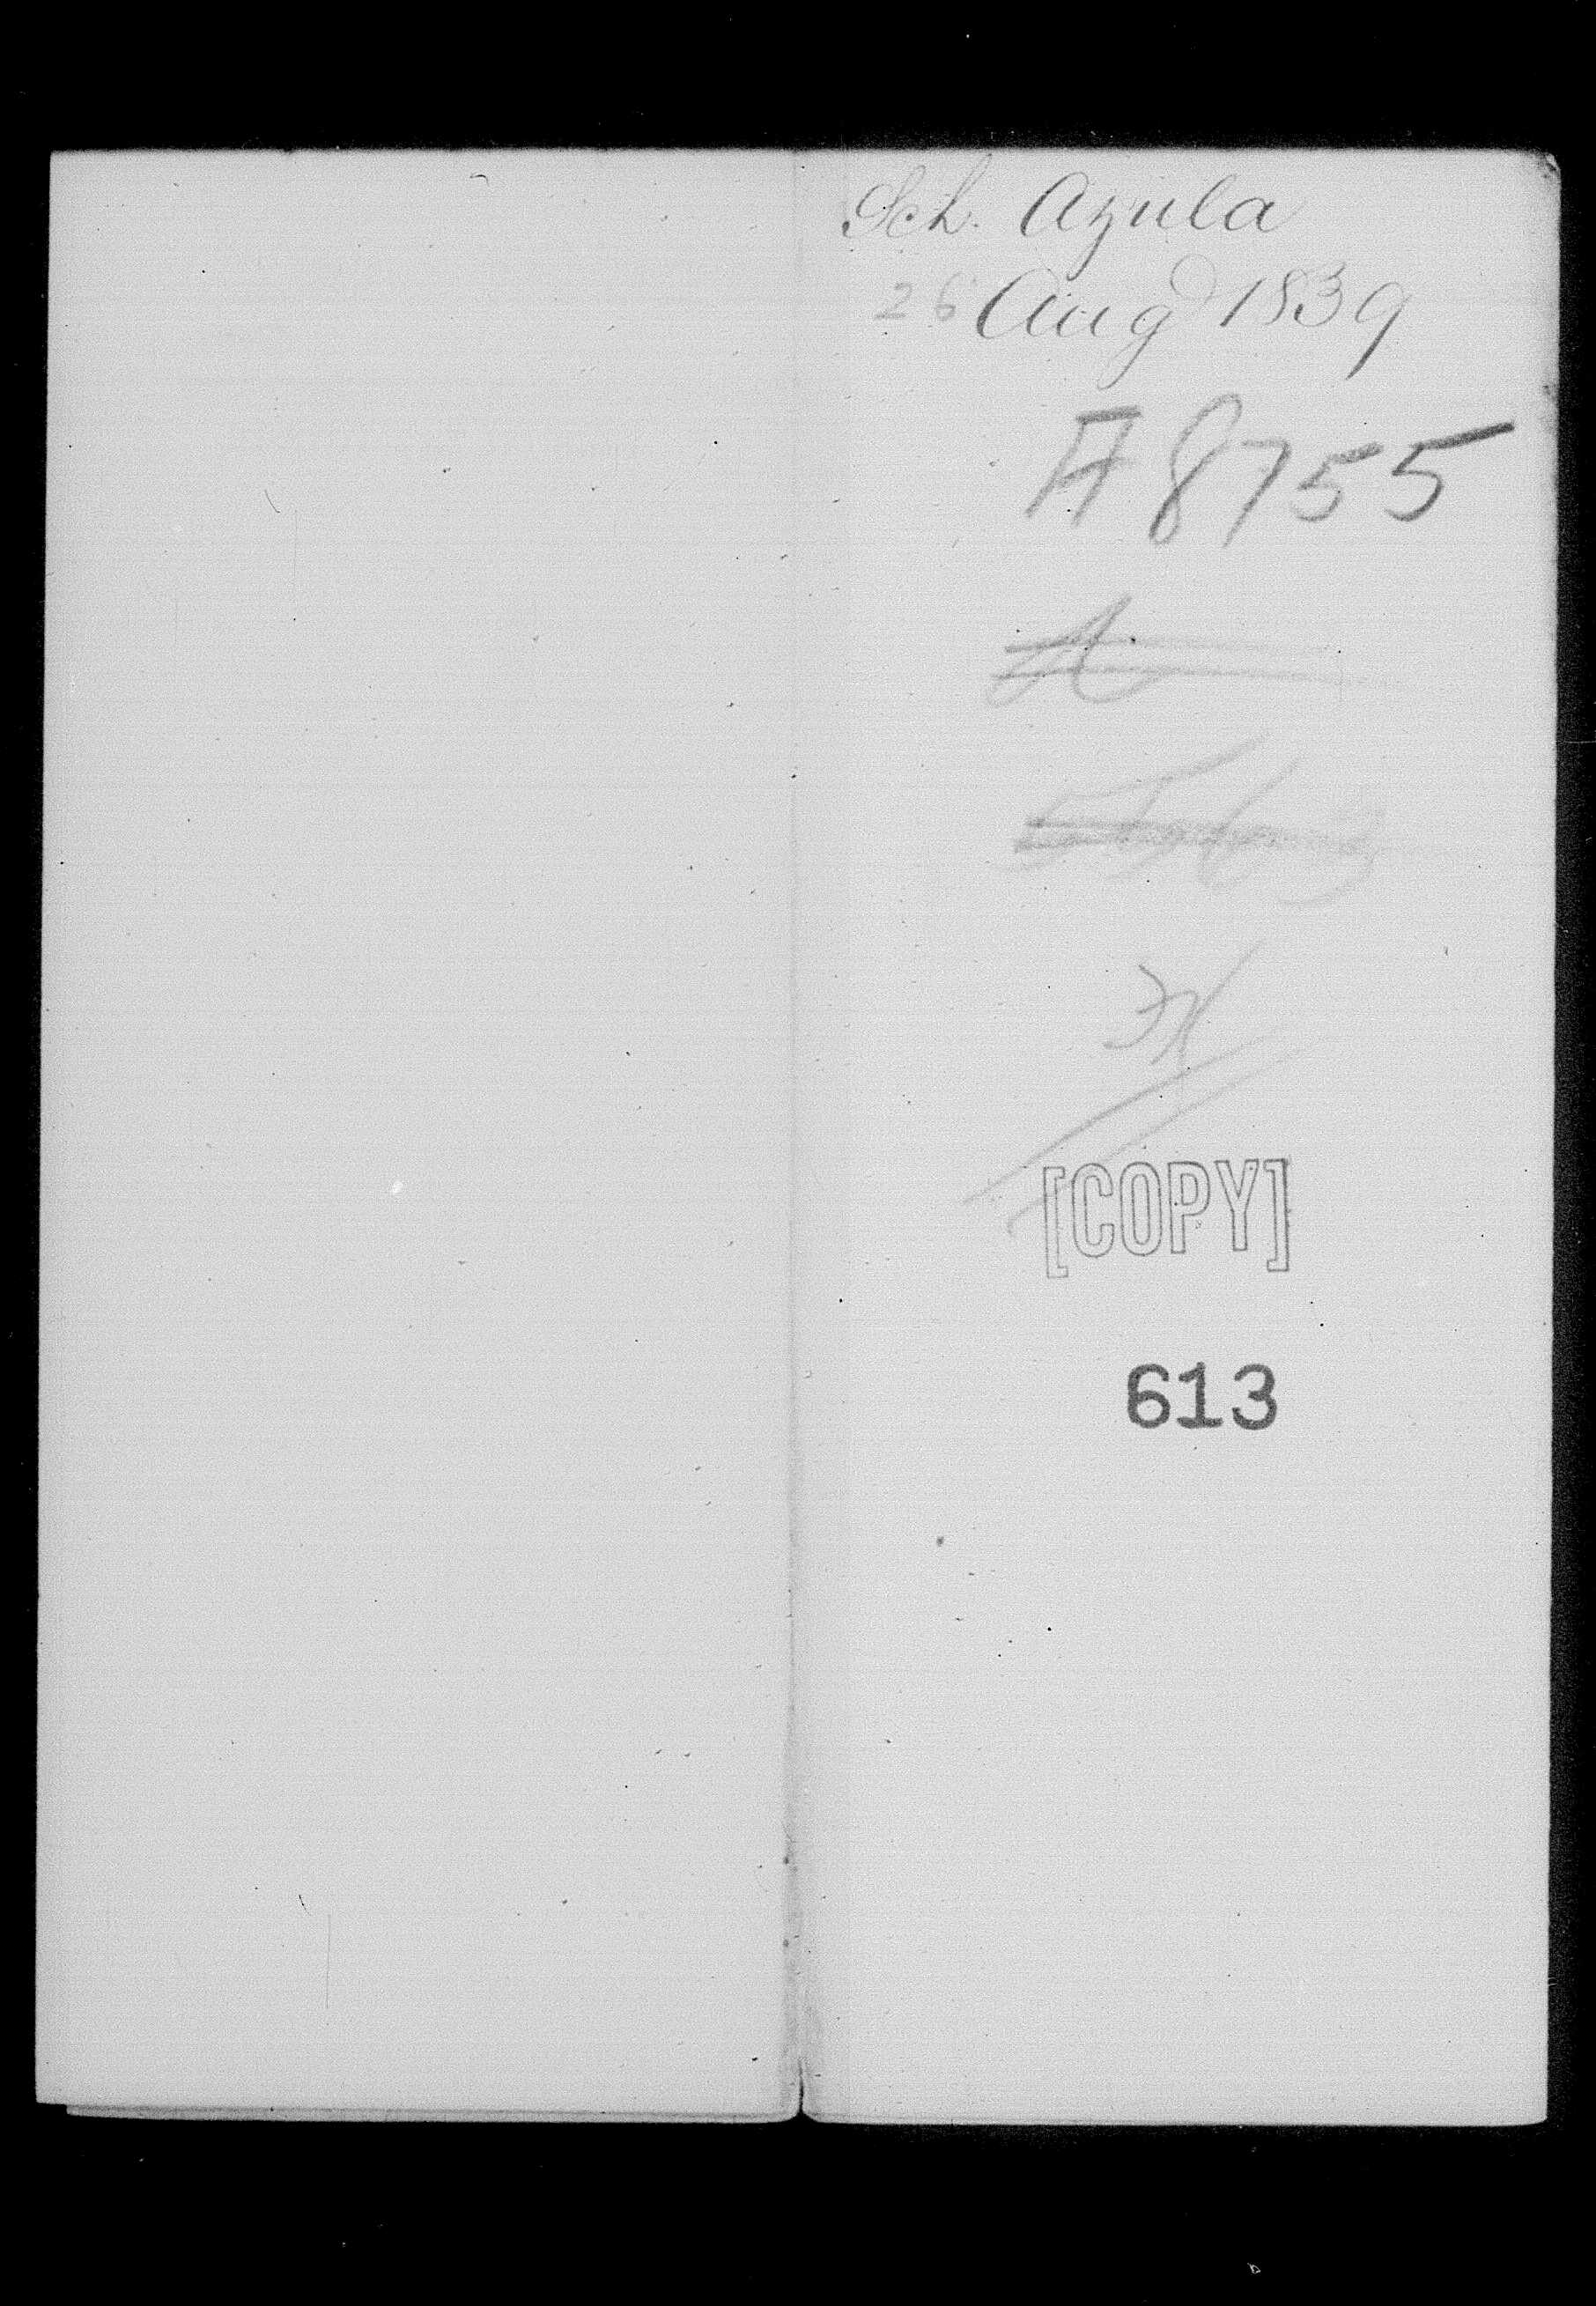 Sch. Azula
26 Aug 1839
A 8755
A
[COPY]
613